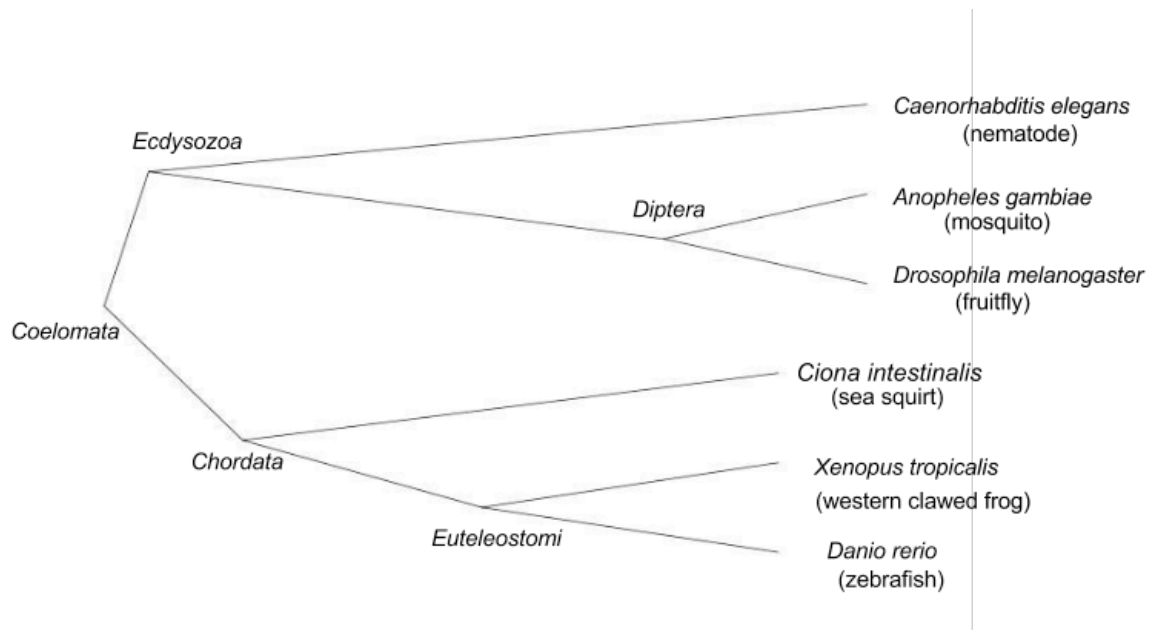 Caenorhabditis elegans
(nematode)
Ecdysozoa
Anopheles gambiae
(mosquito)
Diptera
Drosophila melanogaster
(fruitfly)
Coelomata
Ciona intestinalis
(sea squirt)
Chordata
Xenopus tropicalis
(western clawed frog)
Euteleostomi
Danio rerio
(zebrafish)